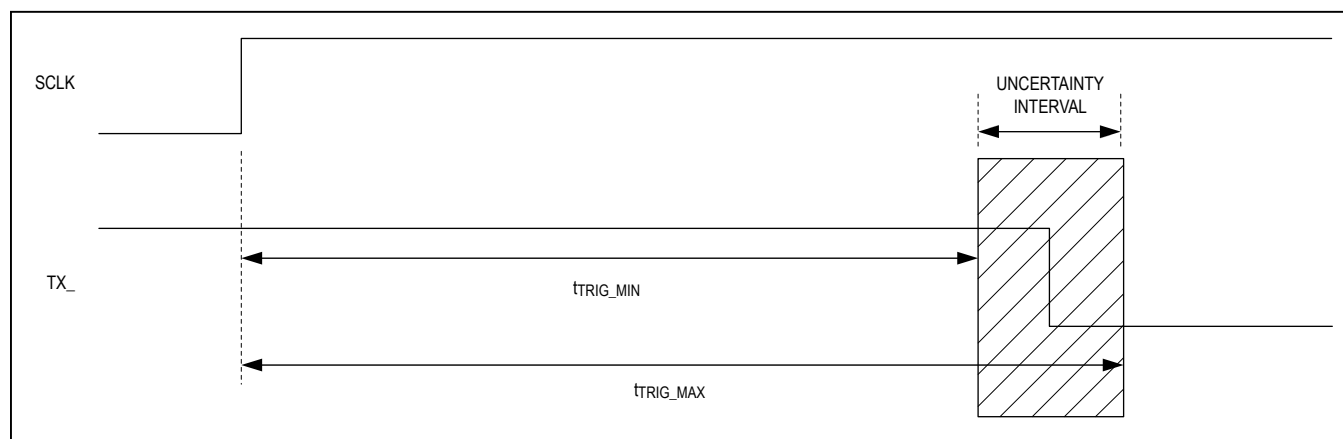 SCLK
UNCERTAINTY
INTERVAL
TX_
tTRIG_MIN
tTRIG_MAX